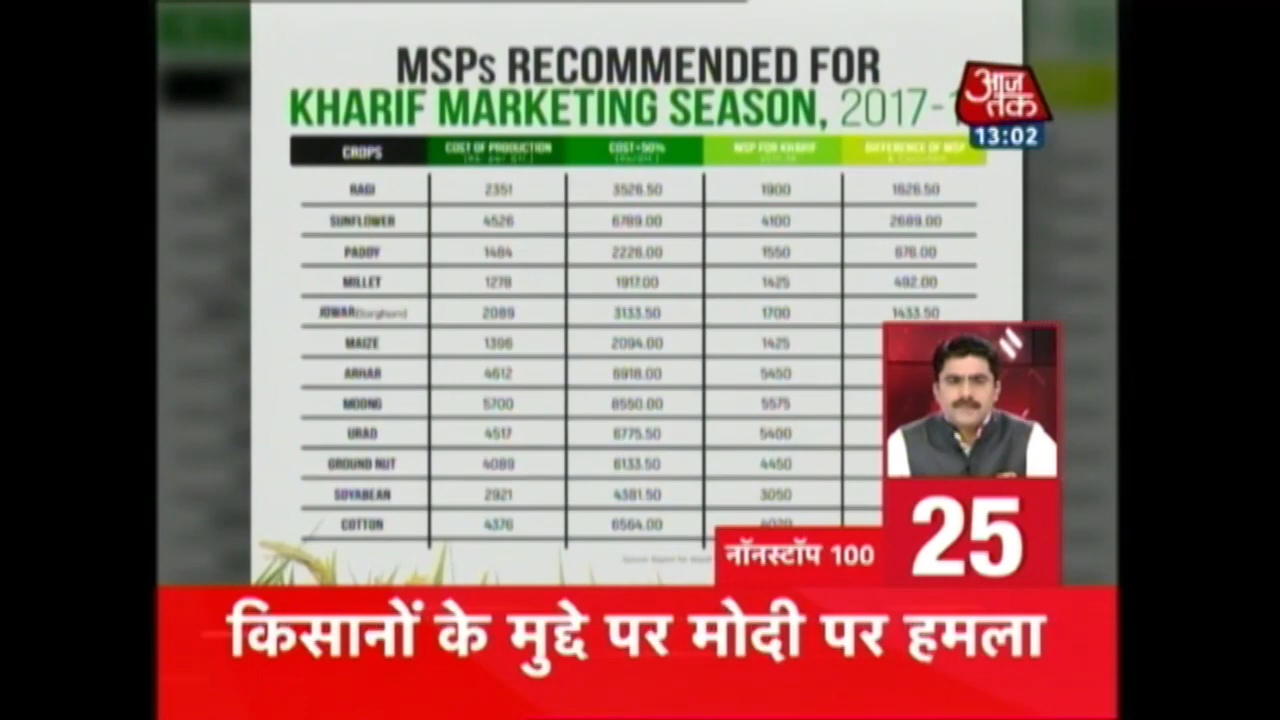 MSPs RECOMMENDED FOR
KHARIF MARKETING SEASON, 2017-1
आज तक
13:02
CROPS COST OF PRODUCTION COST+50% MSP FOR KHARIF DIFFERENCE OF MSP
RAGI 2351 3526.50 1900 1626.50
SUNFLOWER 4526 6789.00 4100 2689.00
PADDY 1484 2226.00 1550 676.00
MILLET 1278 1917.00 1425 492.00
JOWAR(Sorghum) 2089 3133.50 1700 1433.50
MAIZE 1396 2094.00 1425
ARHAR 4612 6918.00 5450
MOONG 5700 8550.00 5575
URAD 4517 6775.50 5400
GROUND NUT 4089 6133.50 4450
SOYABEAN 2921 4381.50 3050
COTTON 4376 6564.00 4020
नॉनस्टॉप 100
25
किसानों के मुद्दे पर मोदी पर हमला